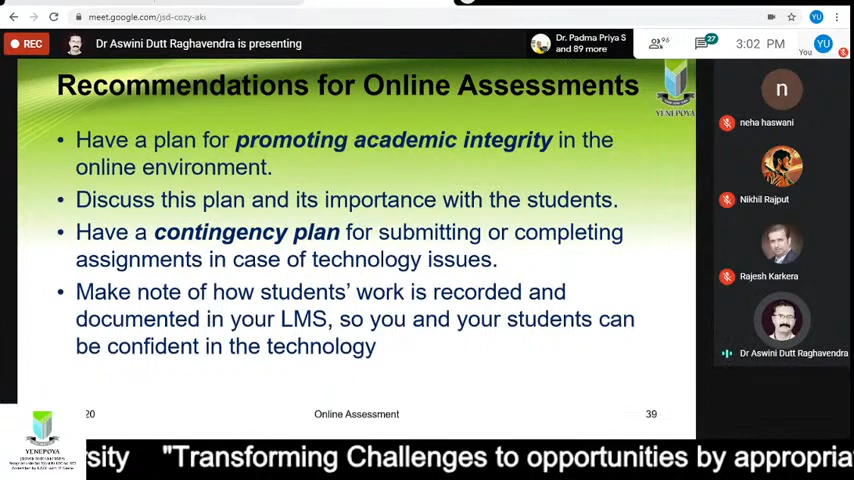 meet.google.com/jsd-cozy-aki
YU
REC
Dr Aswini Dutt Raghavendra is presenting
Dr. Padma Priya S
and 89 more
96
27
3:02 PM
You
YU
Recommendations for Online Assessments
YENEPOYA
• Have a plan for promoting academic integrity in the
online environment.
• Discuss this plan and its importance with the students.
• Have a contingency plan for submitting or completing
assignments in case of technology issues.
• Make note of how students' work is recorded and
documented in your LMS, so you and your students can
be confident in the technology
20
Online Assessment
39
n
neha haswani
Nikhil Rajput
Rajesh Karkera
Dr Aswini Dutt Raghavendra
YENEPOYA
rsity "Transforming Challenges to opportunities by appropria